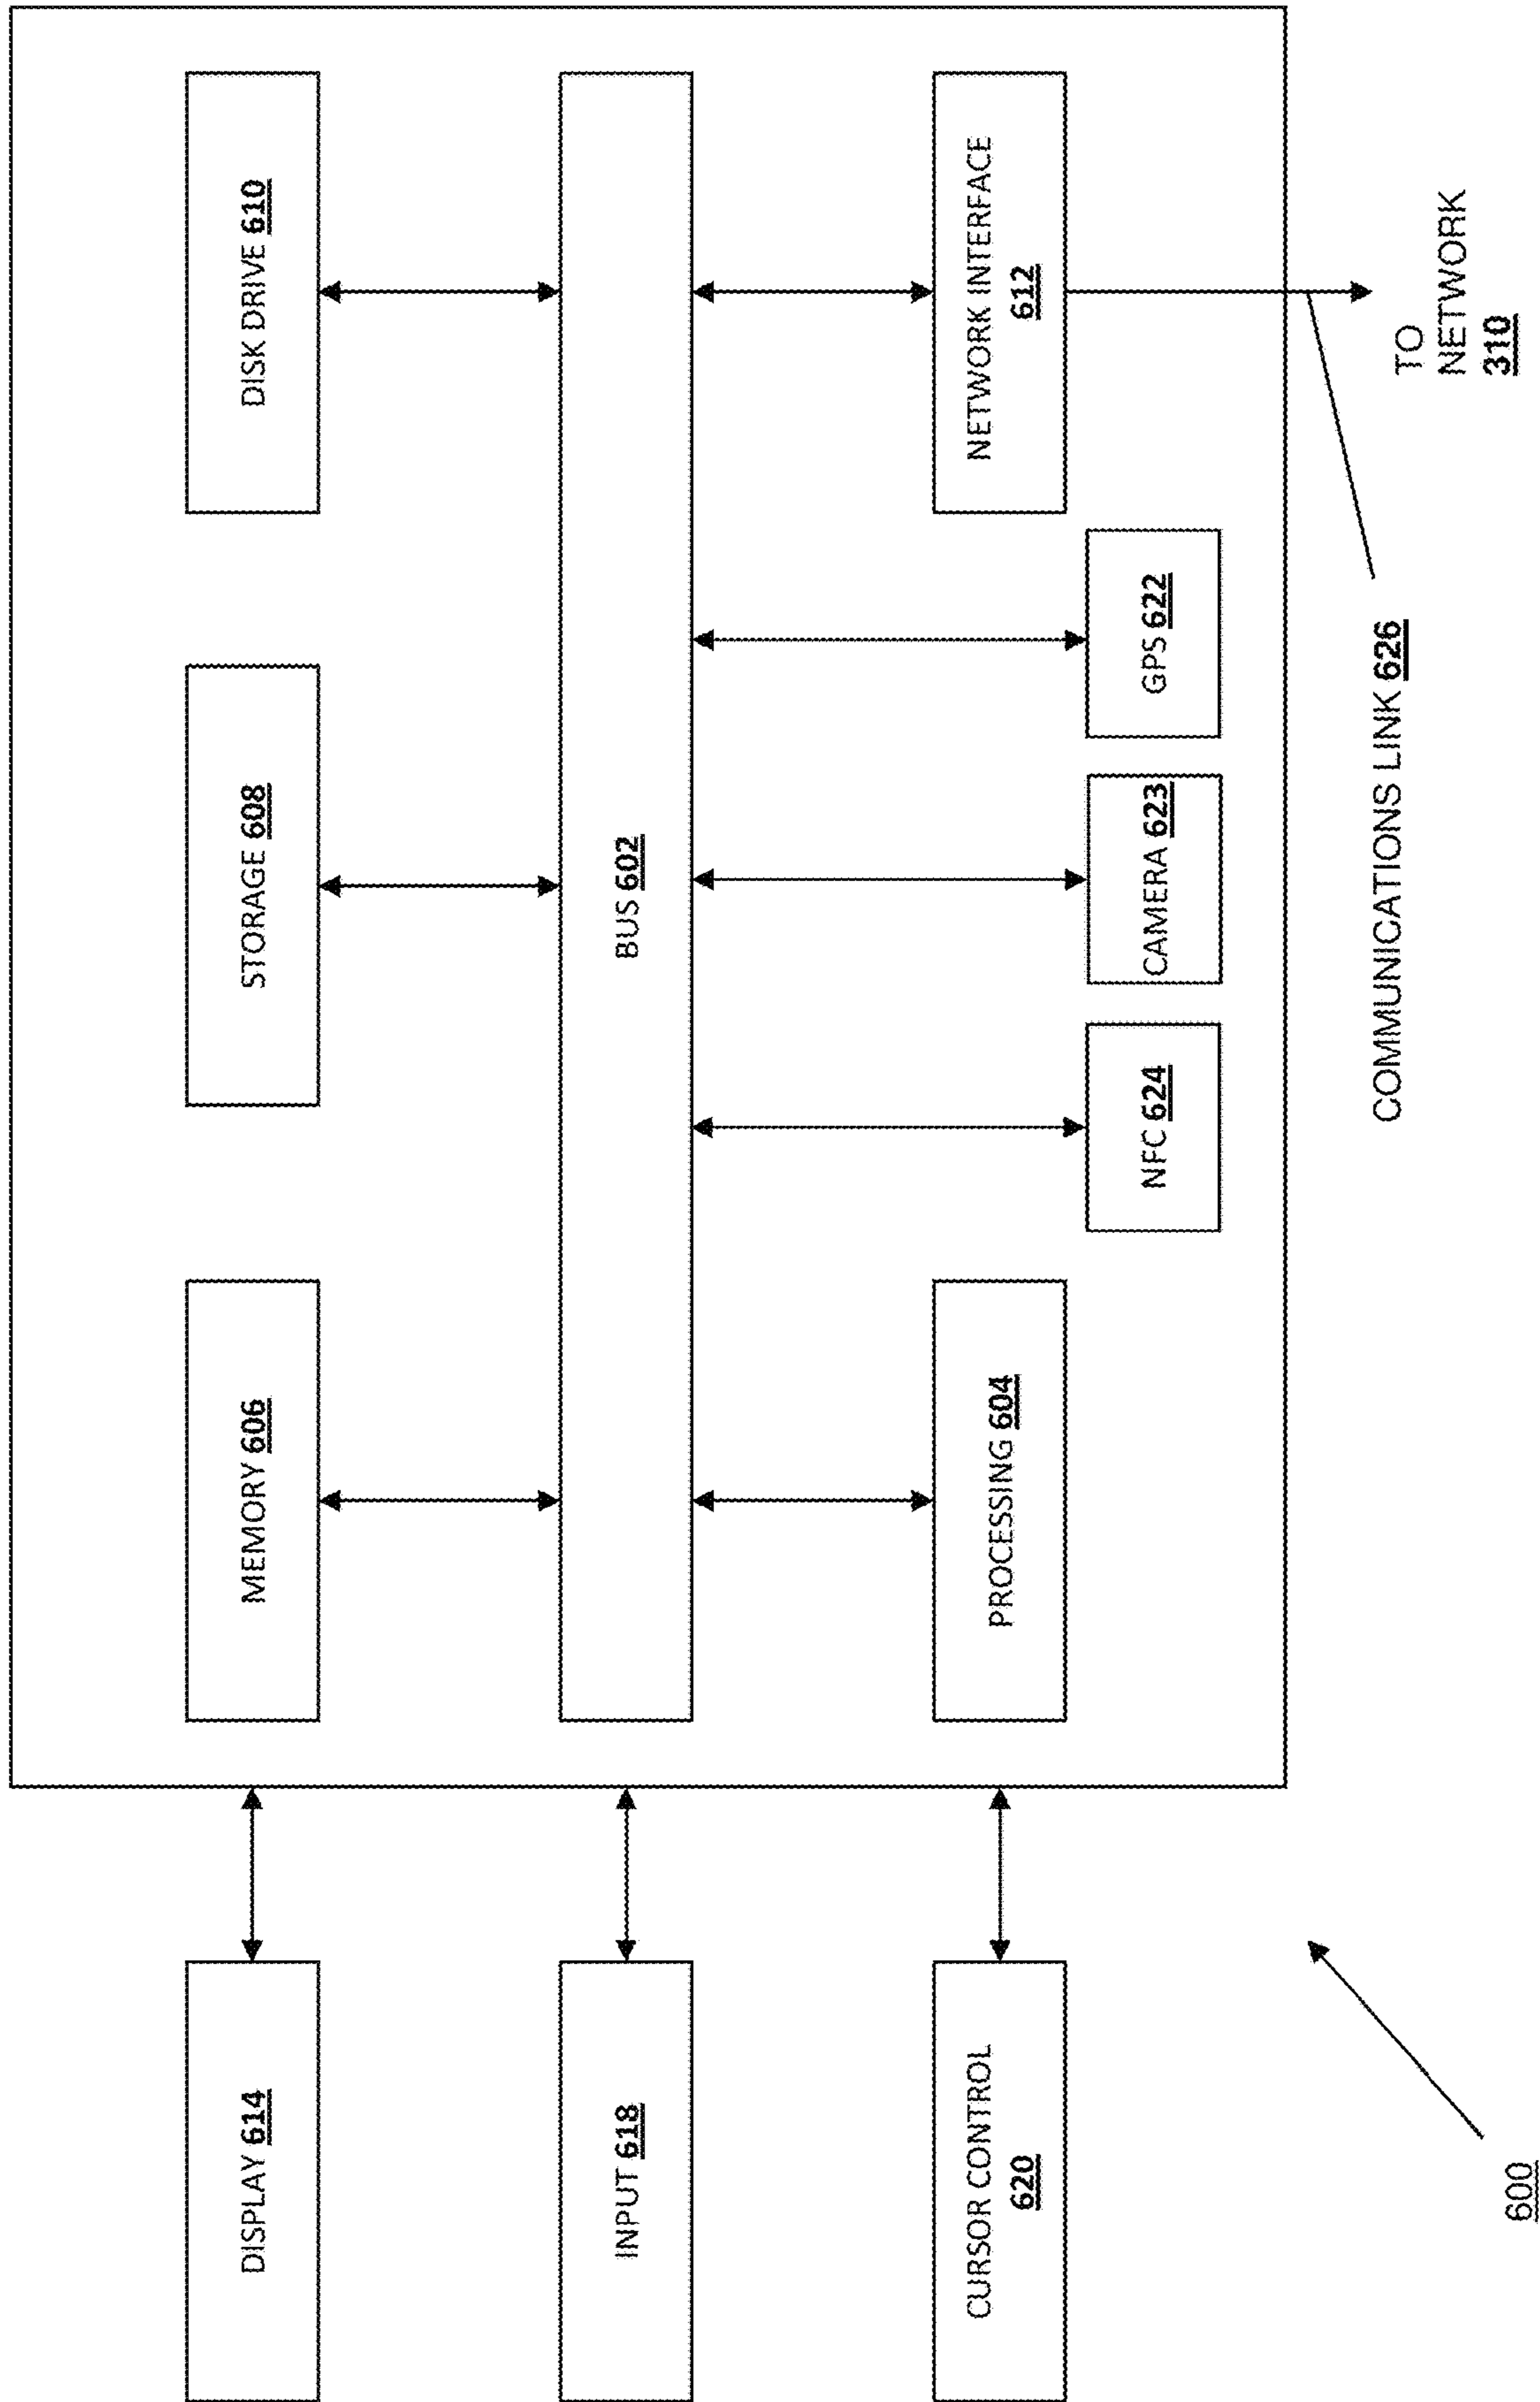 DISPLAY 614
MEMORY 606
STORAGE 608
DISK DRIVE 610
INPUT 618
BUS 602
CURSOR CONTROL
620
PROCESSING 604
NETWORK INTERFACE
612
NFC 624
CAMERA 623
GPS 622
COMMUNICATIONS LINK 626
TO
NETWORK
310
600